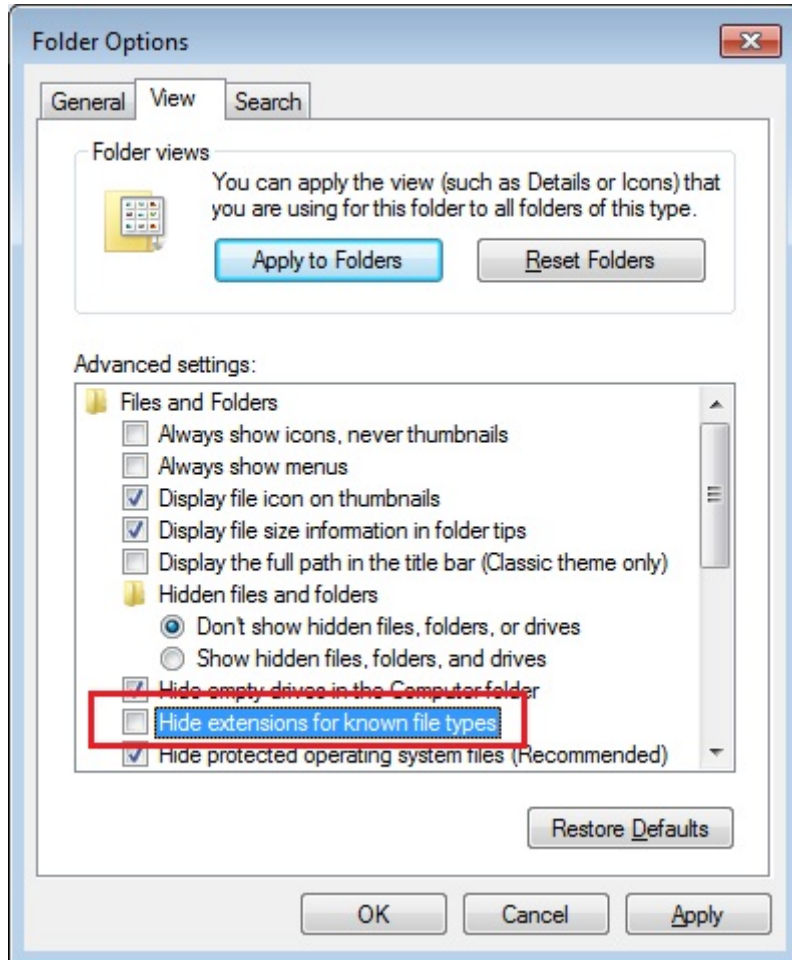 Folder Options
General View Search
Folder views
You can apply the view (such as Details or Icons) that
you are using for this folder to all folders of this type.
Apply to Folders Reset Folders
Advanced settings:
Files and Folders
Always show icons, never thumbnails
Always show menus
Display file icon on thumbnails
Display file size information in folder tips
Display the full path in the title bar (Classic theme only)
Hidden files and folders
Don't show hidden files, folders, or drives
Show hidden files, folders, and drives
Hide empty drives in the Computer folder
Hide extensions for known file types
Hide protected operating system files (Recommended)
Restore Defaults
OK Cancel Apply